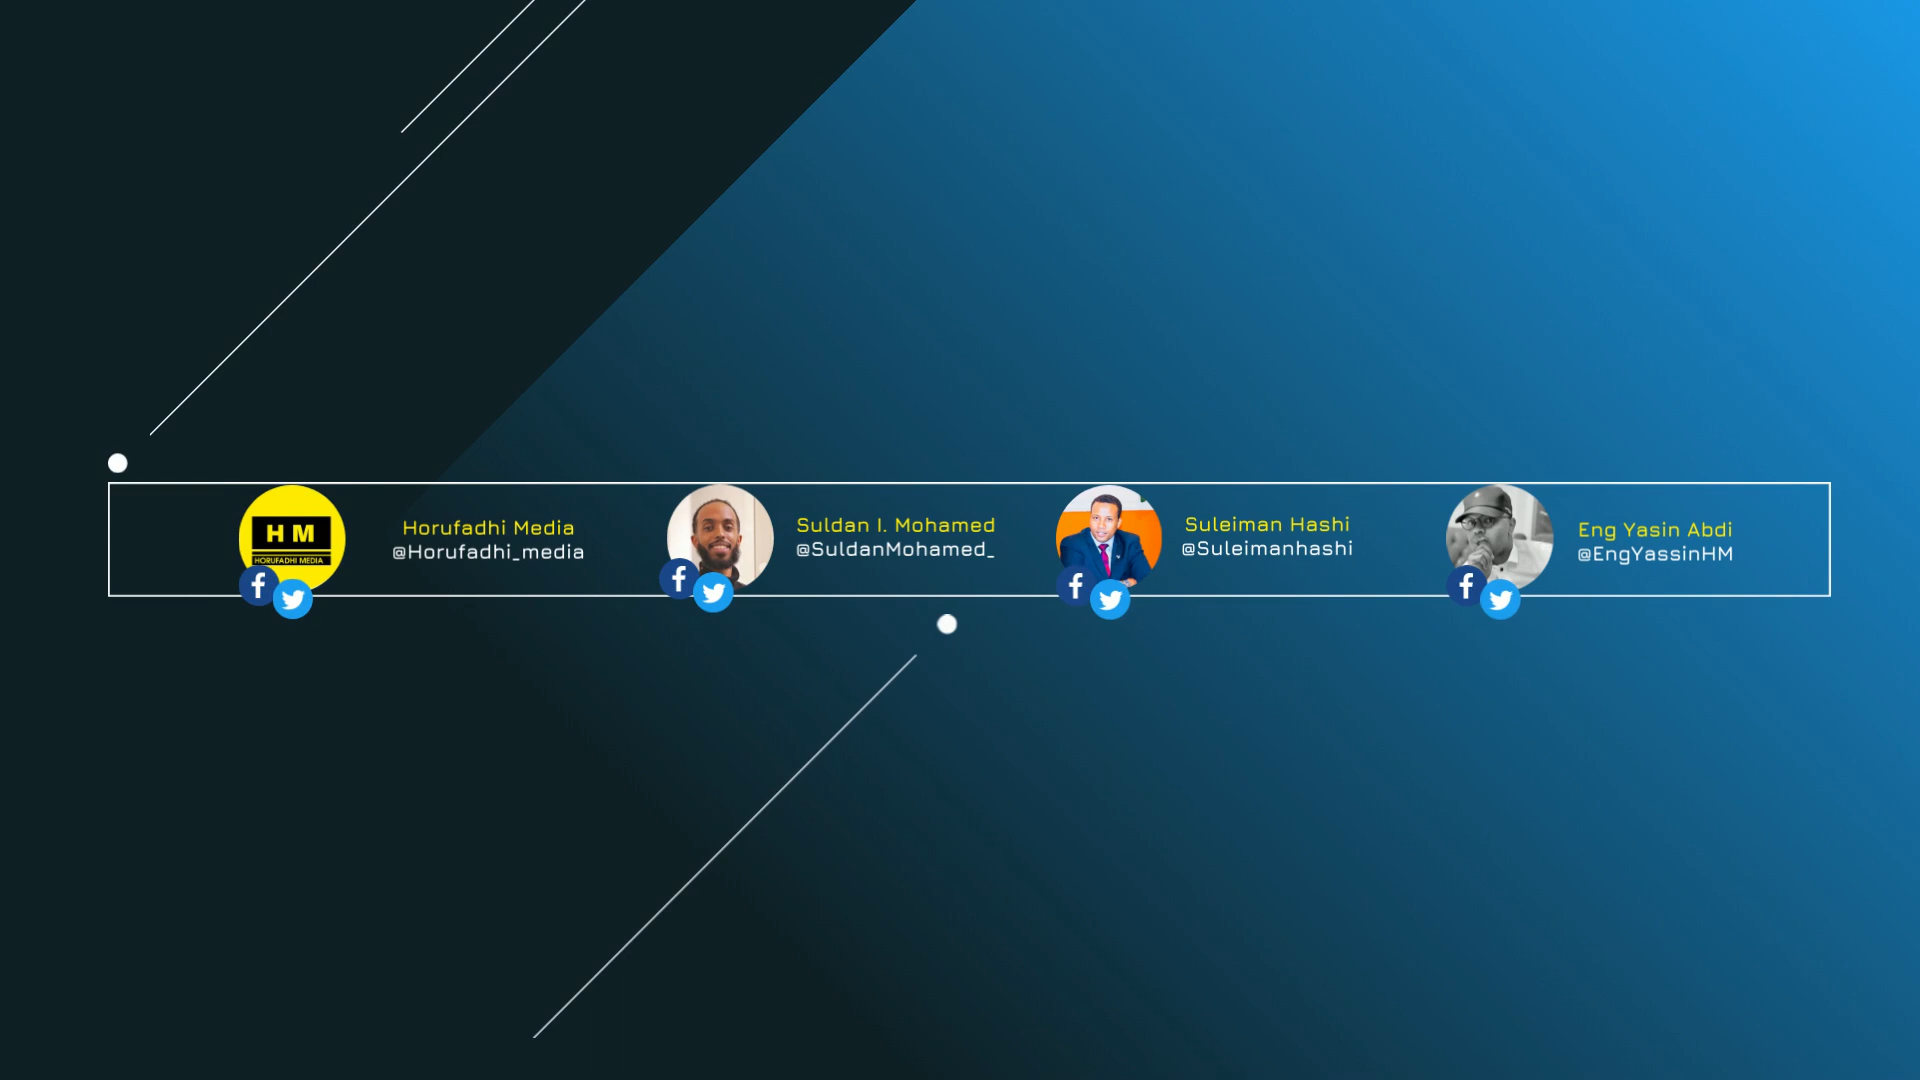 H M
HORUFADHI MEDIA
Horufadhi Media
@Horufadhi_media
Suldan I. Mohamed
@SuldanMohamed_
Suleiman Hashi
@Suleimanhashi
Eng Yasin Abdi
@EngYassinHM